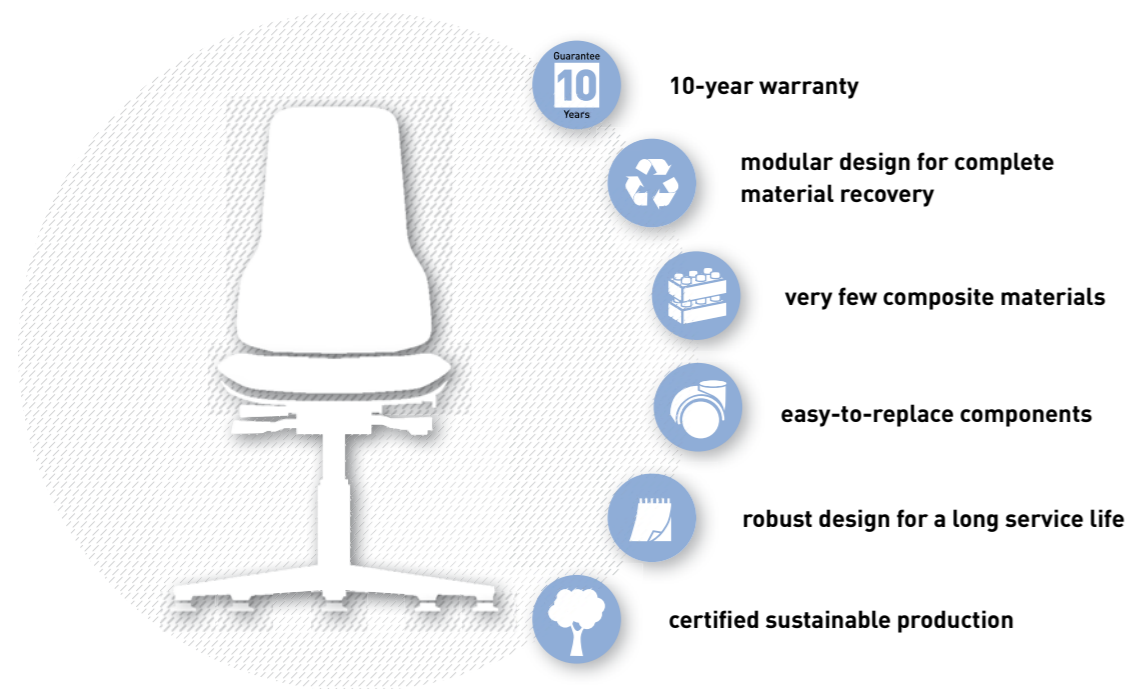 Guarantee
10
Years
10-year warranty
modular design for complete
material recovery
very few composite materials
easy-to-replace components
robust design for a long service life
certified sustainable production